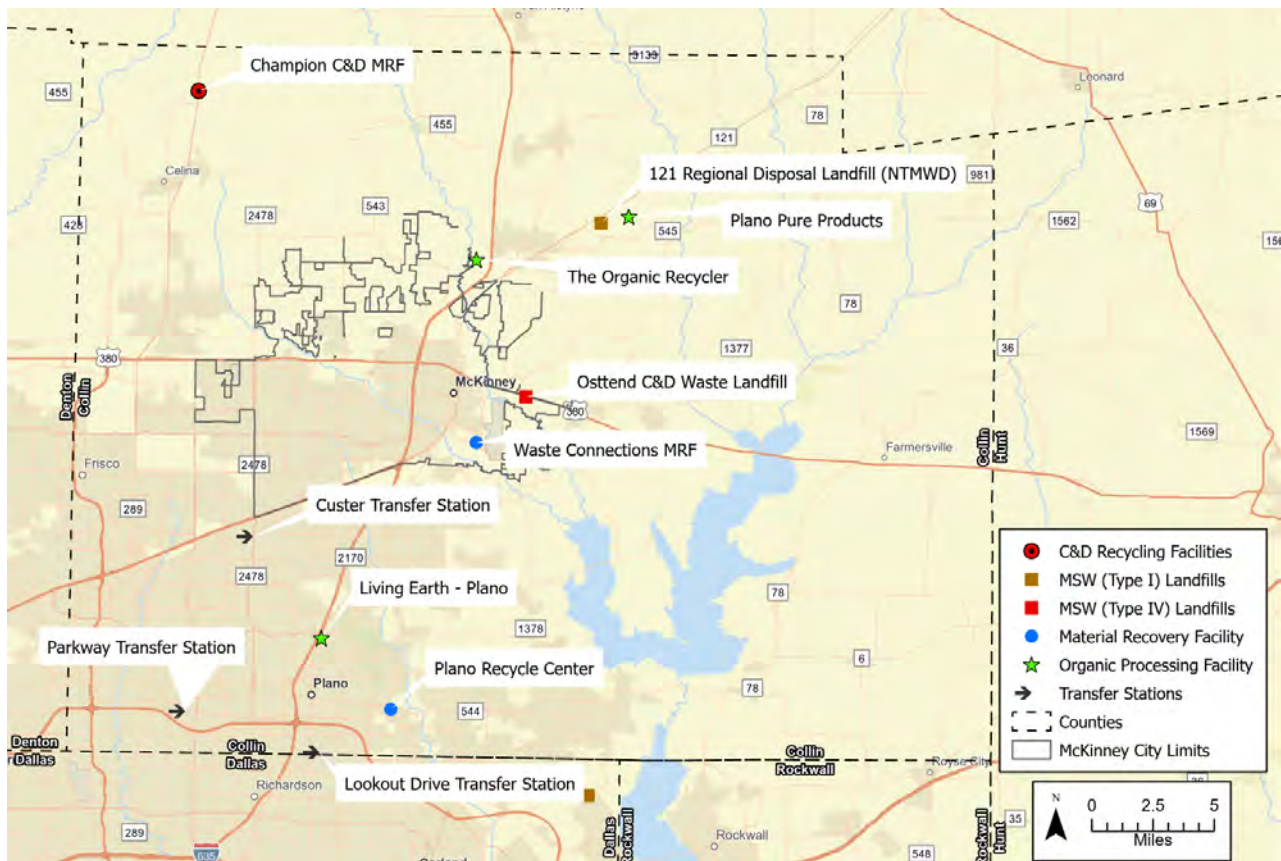 3133
Champion C&D MRF
Leonard
455
455
78
121
Celina
121 Regional Disposal Landfill (NTMWD)
981
543
69
2478
428
Plano Pure Products
545
1562
The Organic Recycler
78
1377
36
380
McKinney
Osttend C&D Waste Landfill
380
Denton
Collin
1569
Waste Connections MRF
Farmersville
Collin
Hunt
Frisco
2478
289
Custer Transfer Station
2170
2478
Living Earth - Plano
78
1378
Parkway Transfer Station
Plano Recycle Center
6
Plano
78
544
Denton
Dallas
Collin
Dallas
Collin
Rockwall
Royse City
Lookout Drive Transfer Station
Richardson
Dallas
Rockwall
Rockwall
Hunt
35
289
Rockwall
548
635
Garland
C&D Recycling Facilities
MSW (Type I) Landfills
MSW (Type IV) Landfills
Material Recovery Facility
Organic Processing Facility
Transfer Stations
Counties
McKinney City Limits
N
0 2.5 5
Miles